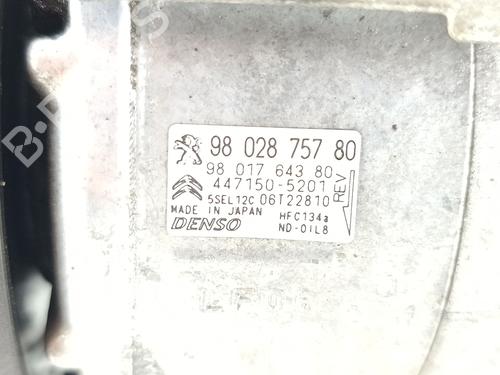 98 028 757 80
98 017 643 80
447150-5201
5SEL12C 06T22810
MADE IN JAPAN HFC134a
DENSO ND-OIL8
REV